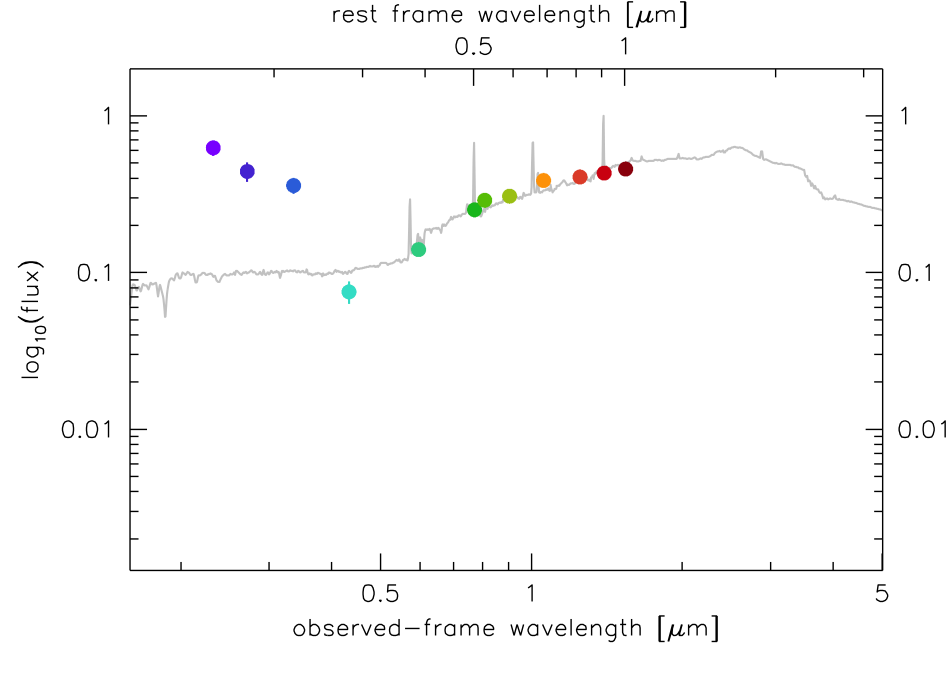 rest frame wavelength [μm]
0.5 1
1 1
0.1 0.1
0.01 0.01
log10(flux)
0.5 1 5
observed-frame wavelength [μm]